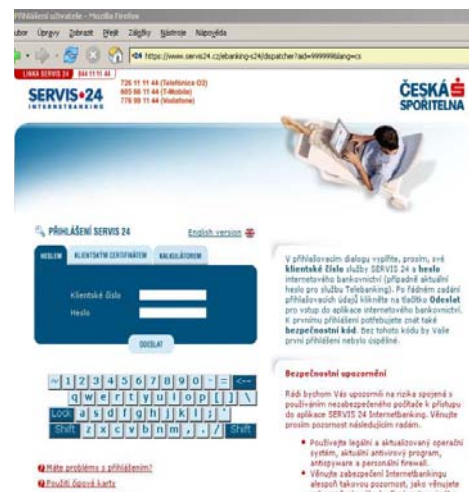 Přihlášení uživatele - Mozilla Firefox
ubor Úpravy Zobrazit Přejít Záložky Nástroje Nápověda
https://www.servis24.cz/ebanking-s24/dispatcher?aid=999999&lang=cs
LINKA SERVIS 24 844 11 11 44
726 11 11 44 (Telefónica O2)
605 66 11 44 (T-Mobile)
776 99 11 44 (Vodafone)
SERVIS•24
INTERNETBANKING
ČESKÁ
SPOŘITELNA
PŘIHLÁŠENÍ SERVIS 24 English version
HESLEM KLIENTSKÝM CERTIFIKÁTEM KALKULÁTOREM
Klientské číslo
Heslo
ODESLAT
~ 1 2 3 4 5 6 7 8 9 0 - = <--
q w e r t y u i o p [ ] \
Lock a s d f g h j k l ; '
Shift z x c v b n m , . / Shift
Máte problémy s přihlášením?
Použití čipové karty
V přihlašovacím dialogu vyplňte, prosím, své
klientské číslo služby SERVIS 24 a heslo
internetového bankovnictví (případně aktuální
heslo pro službu Telebanking). Po řádném zadání
přihlašovacích údajů klikněte na tlačítko Odeslat
pro vstup do aplikace internetového bankovnictví.
K prvnímu přihlášení potřebujete znát také
bezpečnostní kód. Bez tohoto kódu by Vaše
první přihlášení nebylo úspěšné.
Bezpečnostní upozornění
Rádi bychom Vás upozornili na rizika spojená s
používáním nezabezpečeného počítače k přístupu
do aplikace SERVIS 24 Internetbanking. Věnujte
prosím pozornost následujícím radám.
Používejte legální a aktualizovaný operační
systém, aktuální antivirový program,
antispyware a personální firewall.
Věnujte zabezpečení Internetbankingu
alespoň takovou pozornost, jako věnujete